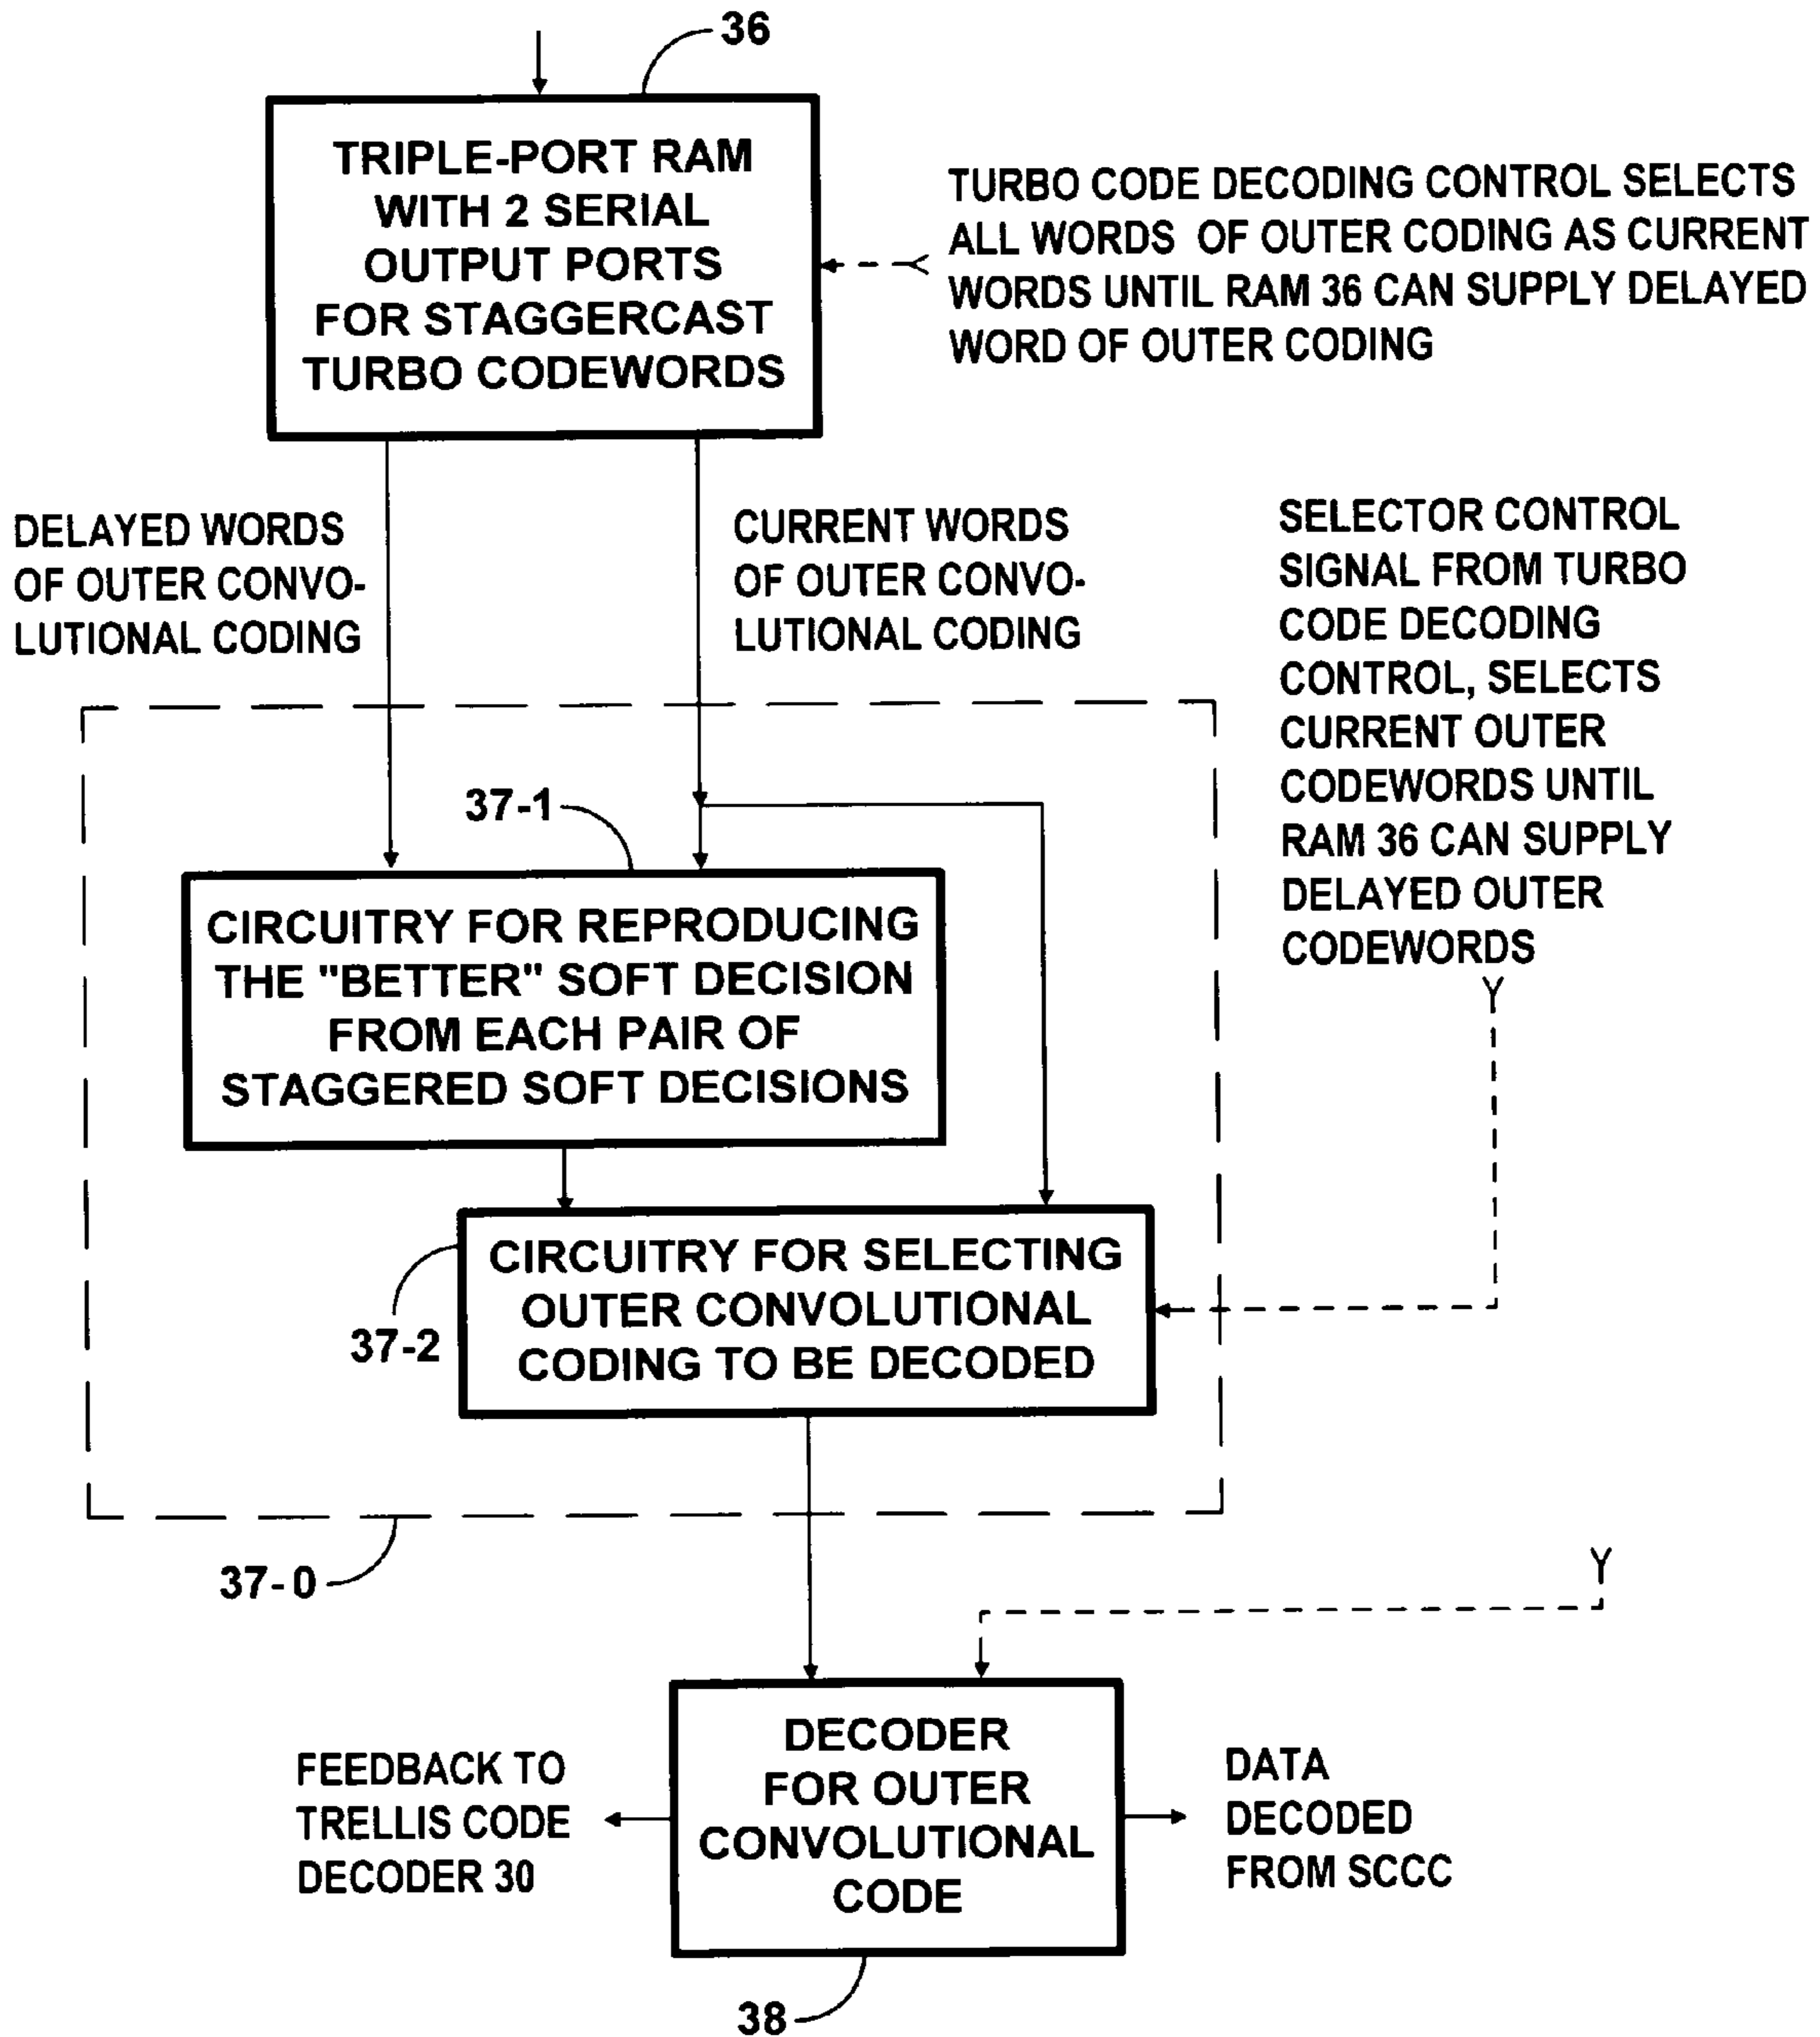 36
TRIPLE-PORT RAM
WITH 2 SERIAL
OUTPUT PORTS
FOR STAGGERCAST
TURBO CODEWORDS
TURBO CODE DECODING CONTROL SELECTS
ALL WORDS OF OUTER CODING AS CURRENT
WORDS UNTIL RAM 36 CAN SUPPLY DELAYED
WORD OF OUTER CODING
DELAYED WORDS
OF OUTER CONVO-
LUTIONAL CODING
CURRENT WORDS
OF OUTER CONVO-
LUTIONAL CODING
SELECTOR CONTROL
SIGNAL FROM TURBO
CODE DECODING
CONTROL, SELECTS
CURRENT OUTER
CODEWORDS UNTIL
RAM 36 CAN SUPPLY
DELAYED OUTER
CODEWORDS
37-1
CIRCUITRY FOR REPRODUCING
THE "BETTER" SOFT DECISION
FROM EACH PAIR OF
STAGGERED SOFT DECISIONS
37-2
CIRCUITRY FOR SELECTING
OUTER CONVOLUTIONAL
CODING TO BE DECODED
37-0
DECODER
FOR OUTER
CONVOLUTIONAL
CODE
FEEDBACK TO
TRELLIS CODE
DECODER 30
DATA
DECODED
FROM SCCC
38